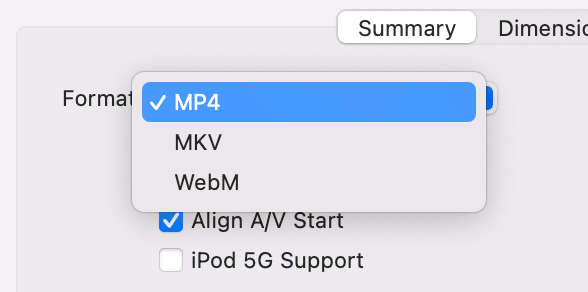 Summary Dimensio
Format
MP4
MKV
WebM
Align A/V Start
iPod 5G Support